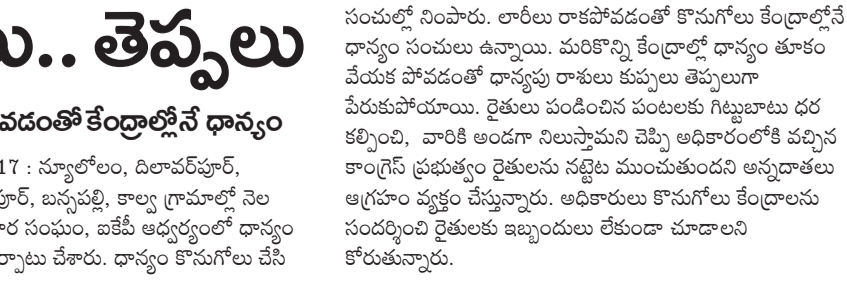 తెప్పలు
కేంద్రాల్లోనే ధాన్యం
17 : న్యూలోలం, దిలావర్‌పూర్,
బన్సపల్లి, కాల్వ గ్రామాల్లో నెల
సంఘం, ఐకేపీ ఆధ్వర్యంలో ధాన్యం
చేశారు. ధాన్యం కొనుగోలు చేసి
సంచుల్లో నింపారు. లారీలు రాకపోవడంతో కొనుగోలు కేంద్రాల్లోనే
ధాన్యం సంచులు ఉన్నాయి. మరికొన్ని కేంద్రాల్లో ధాన్యం తూకం
వేయక పోవడంతో ధాన్యపు రాశులు కుప్పలు తెప్పలుగా
పేరుకుపోయాయి. రైతులు పండించిన పంటలకు గిట్టుబాటు ధర
కల్పించి, వారికి అండగా నిలుస్తామని చెప్పి అధికారంలోకి వచ్చిన
కాంగ్రెస్ ప్రభుత్వం రైతులను నట్టేట ముంచుతుందని అన్నదాతలు
ఆగ్రహం వ్యక్తం చేస్తున్నారు. అధికారులు కొనుగోలు కేంద్రాలను
సందర్శించి రైతులకు ఇబ్బందులు లేకుండా చూడాలని
కోరుతున్నారు.